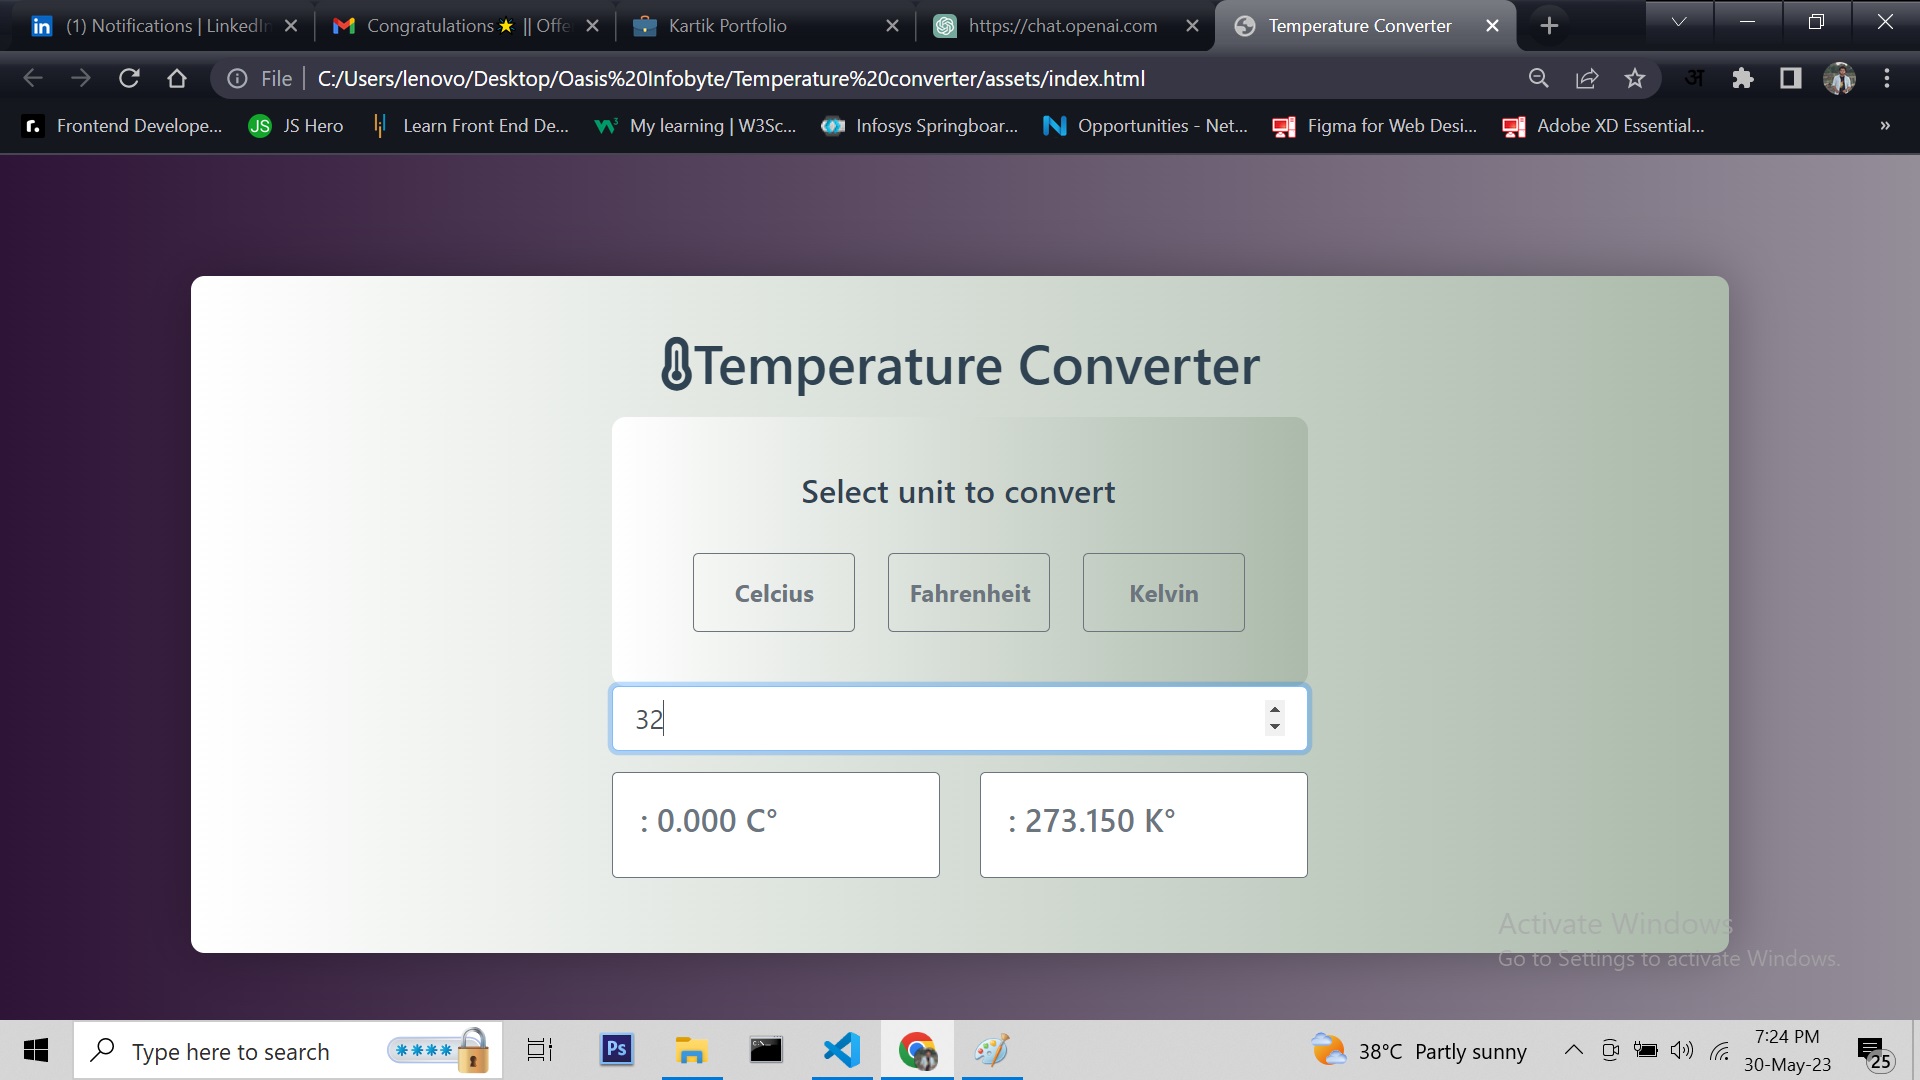 (1) Notifications | LinkedIn
Congratulations || Offe
Kartik Portfolio
https://chat.openai.com
Temperature Converter
File
C:/Users/lenovo/Desktop/Oasis%20Infobyte/Temperature%20converter/assets/index.html
अ
r.
Frontend Develope...
JS
JS Hero
Learn Front End De...
My learning | W3Sc...
Infosys Springboar...
Opportunities - Net...
Figma for Web Desi...
Adobe XD Essential...
»
Temperature Converter
Select unit to convert
Celcius
Fahrenheit
Kelvin
32
: 0.000 C°
: 273.150 K°
Activate Windows
Go to Settings to activate Windows.
Type here to search
****
Ps
38°C Partly sunny
7:24 PM
30-May-23
25